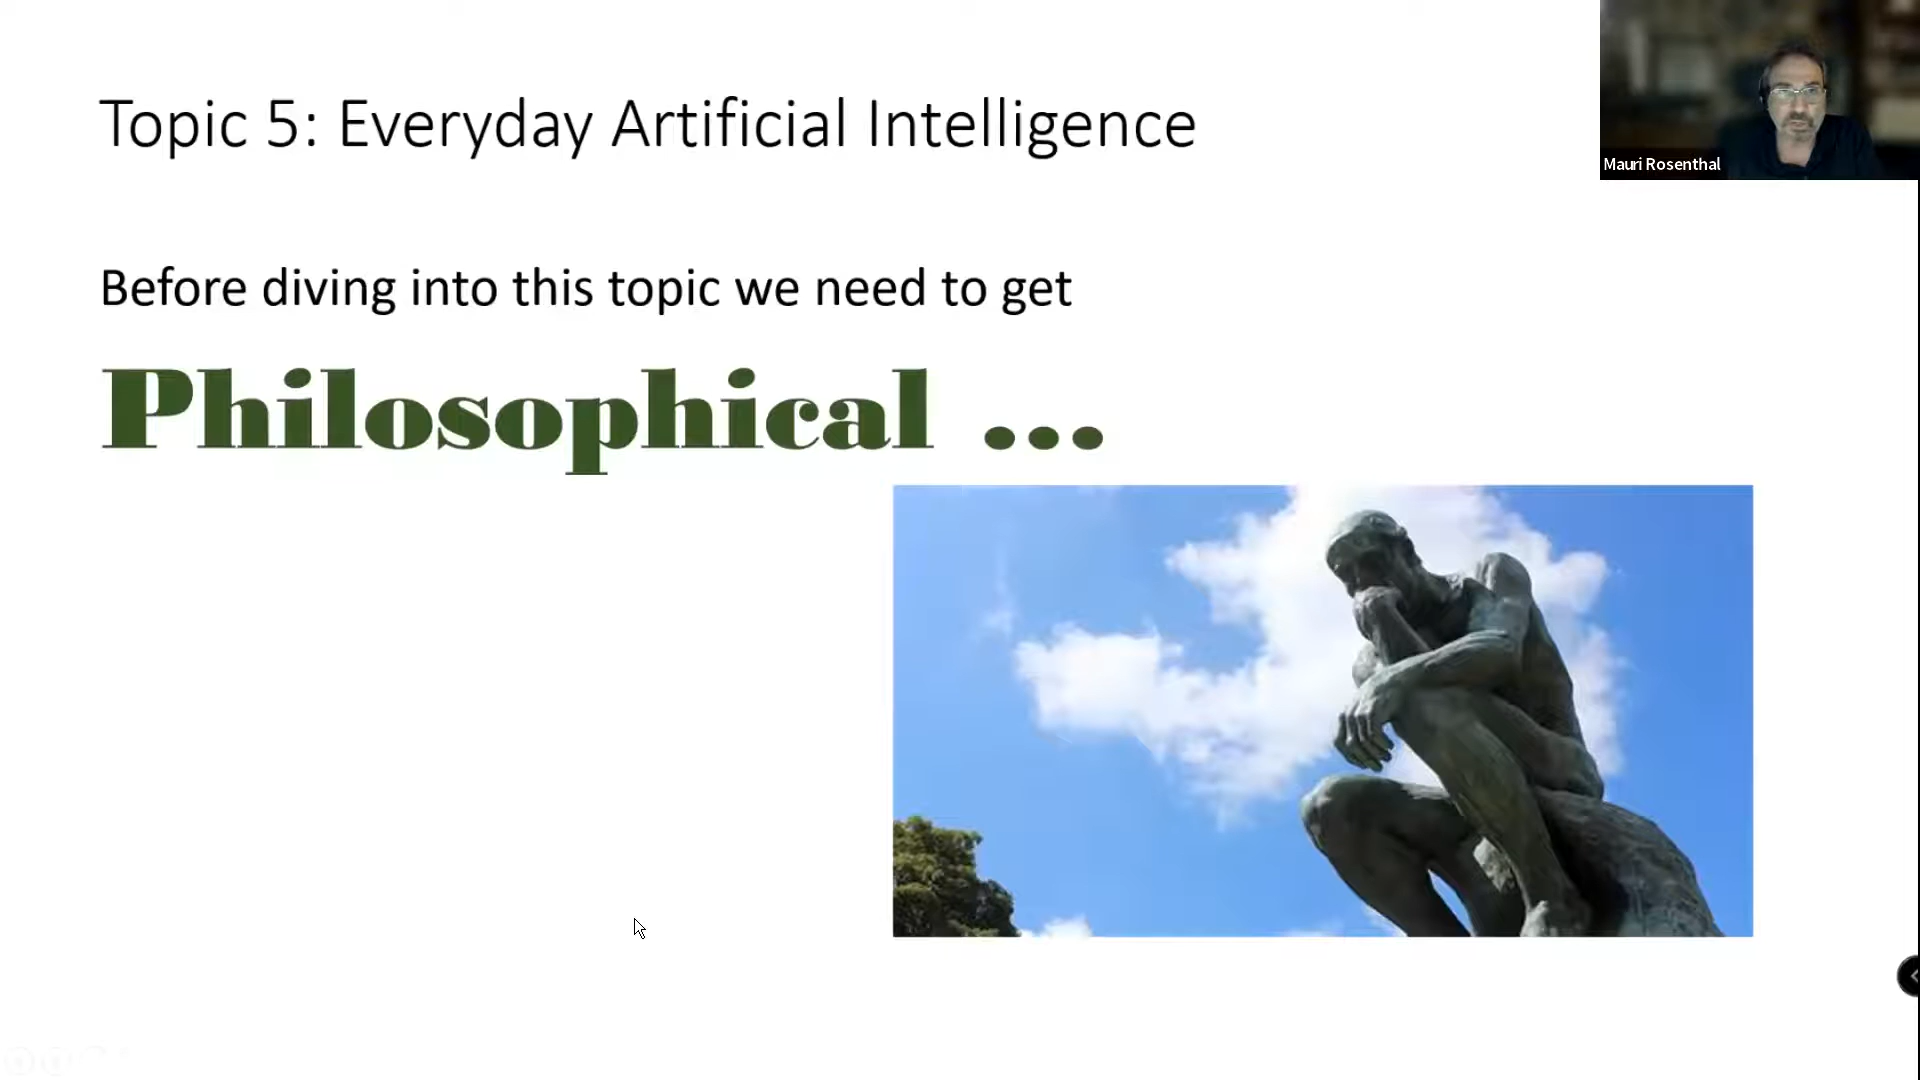 Topic 5: Everyday Artificial Intelligence
Mauri Rosenthal
Before diving into this topic we need to get
Philosophical ...